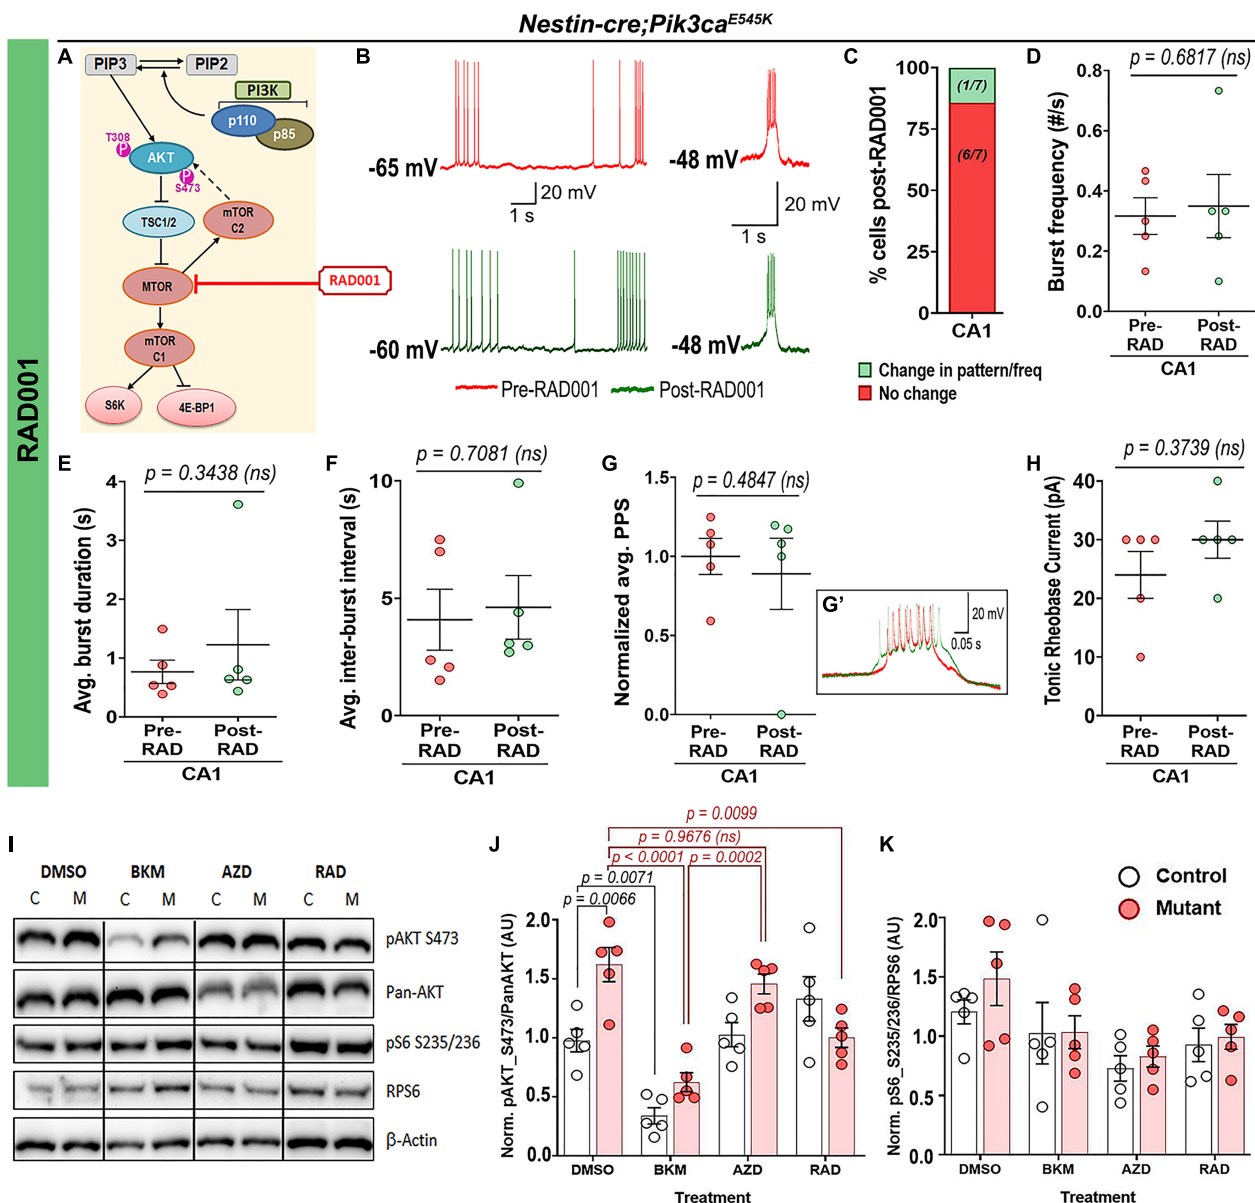 Nestin-cre;Pik3caE545K
RAD001
A
PIP3
PIP2
PI3K
p110
p85
T308
P
AKT
P
S473
TSC1/2
mTOR
C2
MTOR
RAD001
mTOR
C1
S6K
4E-BP1
B
-65 mV
-48 mV
20 mV
1 s
20 mV
1 s
-60 mV
-48 mV
Pre-RAD001
Post-RAD001
C
% cells post-RAD001
100
75
50
25
0
(1/7)
(6/7)
CA1
Change in pattern/freq
No change
D
p = 0.6817 (ns)
Burst frequency (#/s)
0.8
0.6
0.4
0.2
0.0
Pre-
RAD
Post-
RAD
CA1
E
p = 0.3438 (ns)
Avg. burst duration (s)
4
3
2
1
0
Pre-
RAD
Post-
RAD
CA1
F
p = 0.7081 (ns)
Avg. inter-burst interval (s)
10
5
0
Pre-
RAD
Post-
RAD
CA1
G
p = 0.4847 (ns)
Normalized avg. PPS
1.5
1.0
0.5
0.0
Pre-
RAD
Post-
RAD
CA1
G'
20 mV
0.05 s
H
p = 0.3739 (ns)
Tonic Rheobase Current (pA)
40
30
20
10
0
Pre-
RAD
Post-
RAD
CA1
I
DMSO
BKM
AZD
RAD
C M C M C M C M
pAKT S473
Pan-AKT
pS6 S235/236
RPS6
β-Actin
J
p = 0.0099
p = 0.9676 (ns)
p < 0.0001
p = 0.0002
p = 0.0071
p = 0.0066
Norm. pAKT_S473/PanAKT (AU)
2.0
1.5
1.0
0.5
0.0
DMSO
BKM
AZD
RAD
Treatment
K
Control
Mutant
Norm. pS6_S235/236/RPS6 (AU)
2.0
1.5
1.0
0.5
0.0
DMSO
BKM
AZD
RAD
Treatment